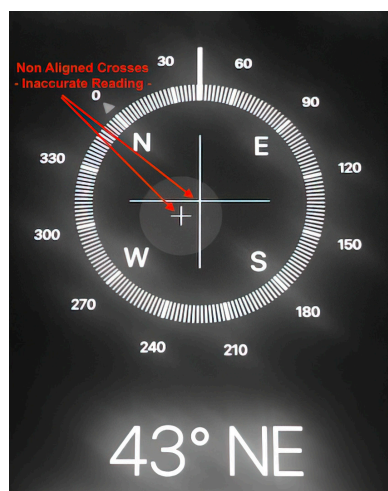 Non Aligned Crosses
- Inaccurate Reading -
30
60
0
90
N
E
330
120
300
150
W
S
270
180
240
210
43° NE